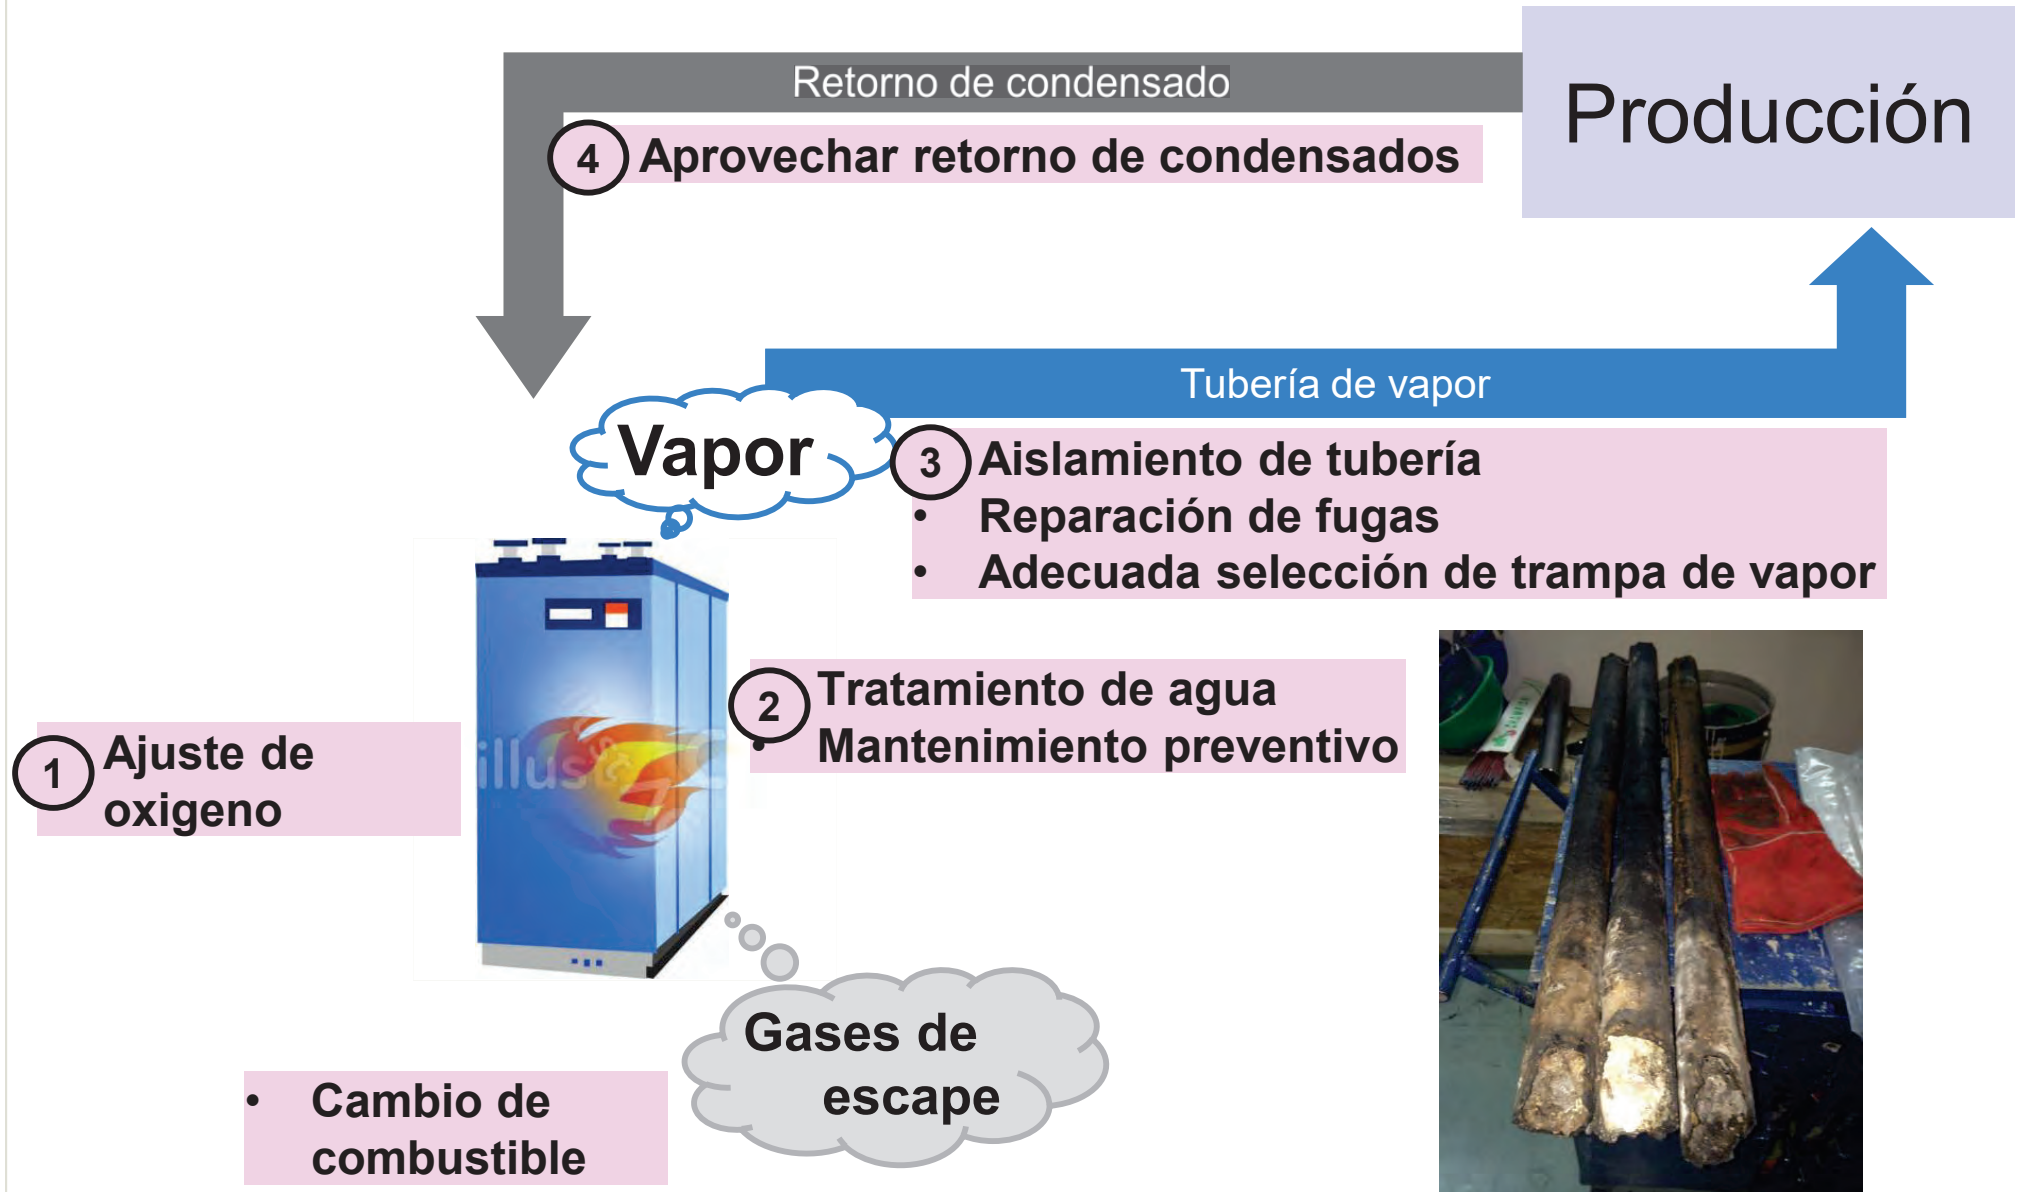 Retorno de condensado
Producción
4 Aprovechar retorno de condensados
Tubería de vapor
Vapor
3 Aislamiento de tubería
• Reparación de fugas
• Adecuada selección de trampa de vapor
2 Tratamiento de agua
• Mantenimiento preventivo
1 Ajuste de
oxigeno
illus
Gases de
escape
• Cambio de
combustible